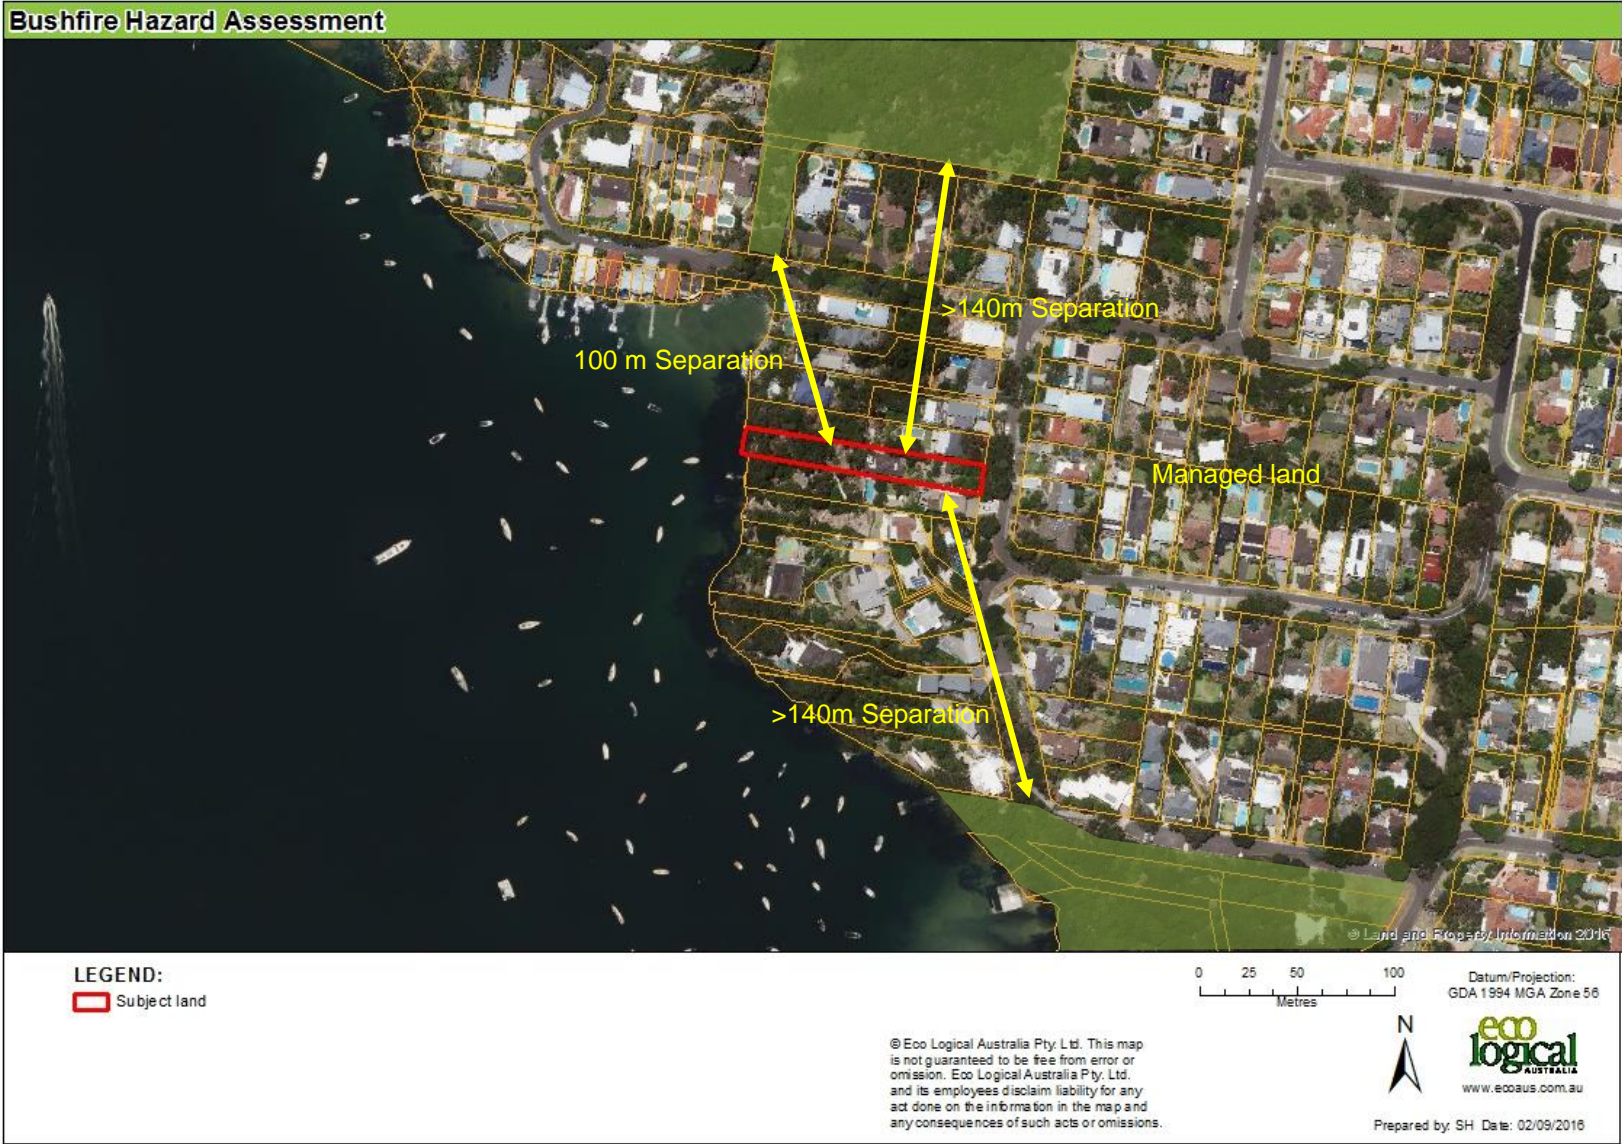 Bushfire Hazard Assessment
>140m Separation
100 m Separation
Managed land
>140m Separation
© Land and Property Information 2016
LEGEND:
Subject land
0 25 50 100
Metres
Datum/Projection:
GDA 1994 MGA Zone 56
© Eco Logical Australia Pty. Ltd. This map
is not guaranteed to be free from error or
omission. Eco Logical Australia Pty. Ltd.
and its employees disclaim liability for any
act done on the information in the map and
any consequences of such acts or omissions.
N
eco
logical
AUSTRALIA
www.ecoaus.com.au
Prepared by: SH Date: 02/09/2016